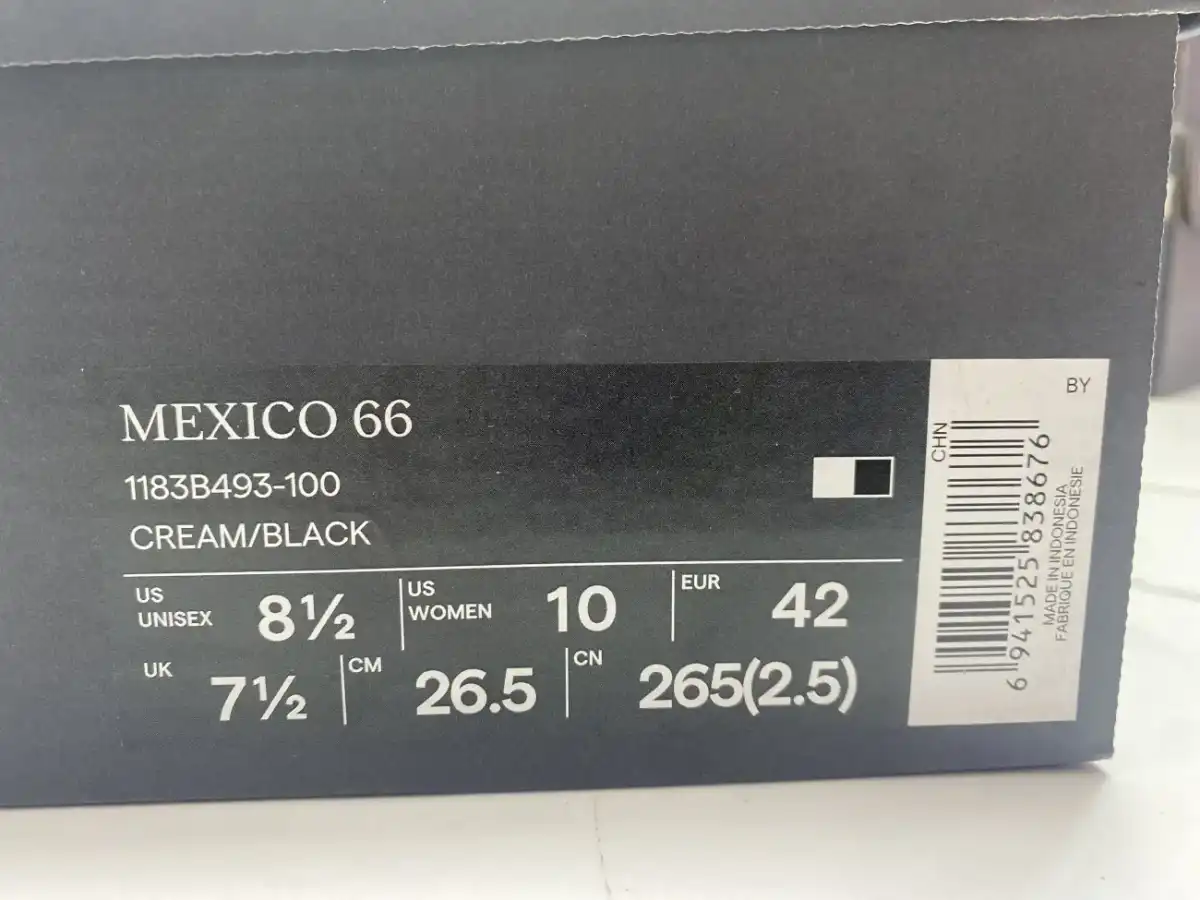 MEXICO 66
1183B493-100
CREAM/BLACK
US UNISEX 8½
US WOMEN 10
EUR 42
UK 7½
CM 26.5
CN 265(2.5)
BY
CHN
6 941525 838676
MADE IN INDONESIA
FABRIQUE EN INDONESIE